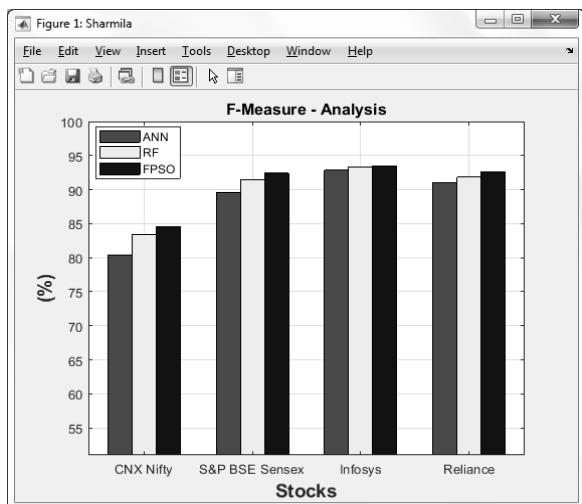 Figure 1: Sharmila
File Edit View Insert Tools Desktop Window Help
F-Measure - Analysis
100
95
90
85
80
75
70
65
60
55
(%)
ANN
RF
FPSO
CNX Nifty S&P BSE Sensex Infosys Reliance
Stocks